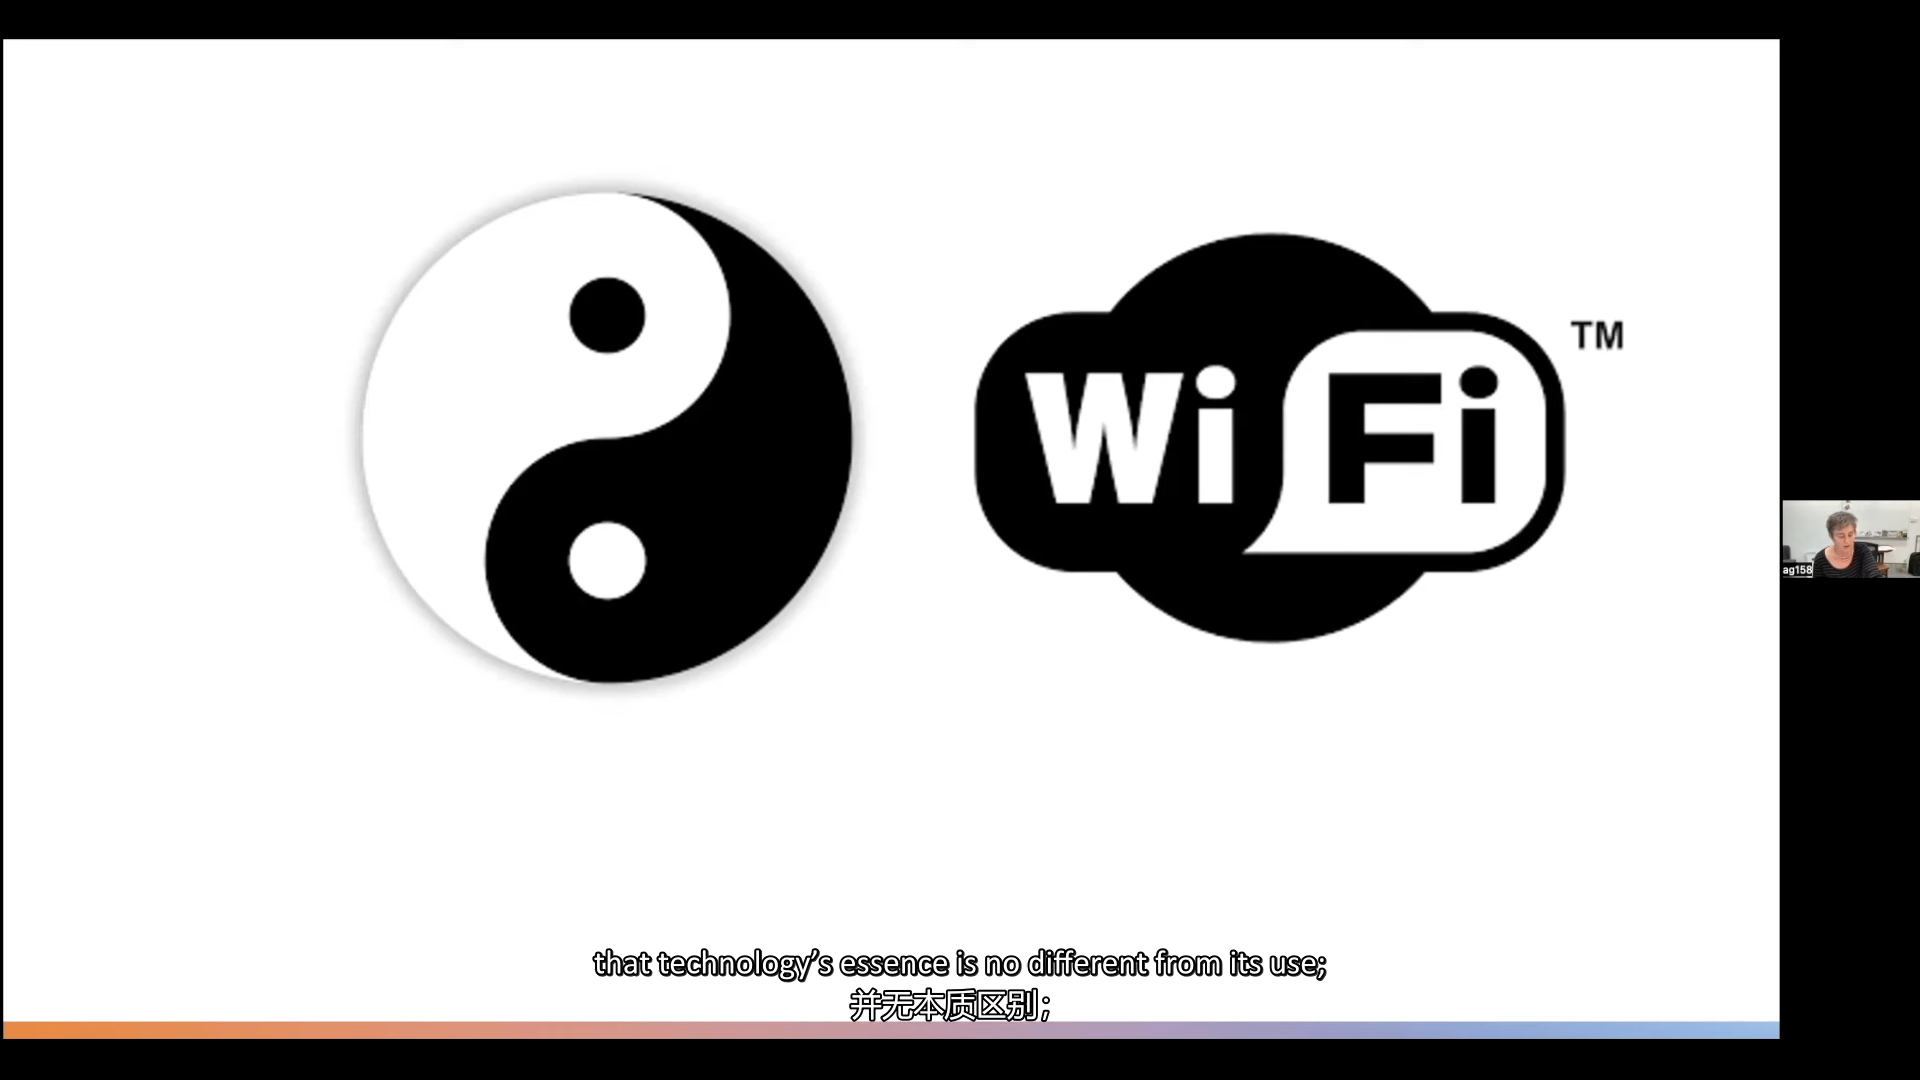 Wi Fi TM
ag158
that technology’s essence is no different from its use;
并无本质区别；